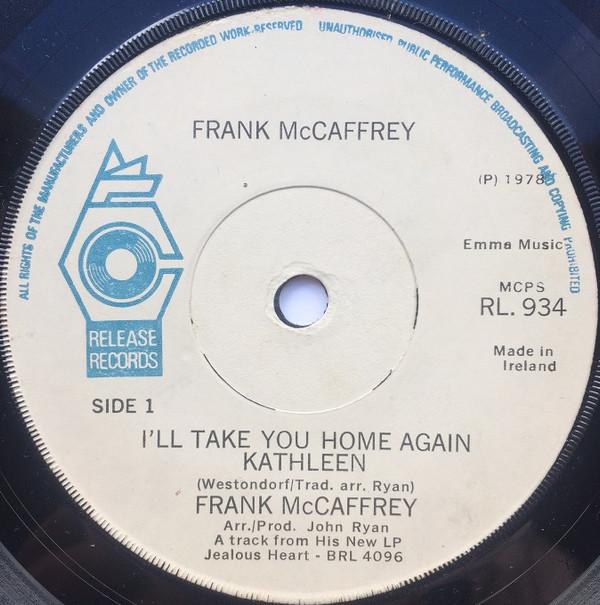 ALL RIGHTS OF THE MANUFACTURERS AND OWNER OF THE RECORDED WORK RESERVED
UNAUTHORISED PUBLIC PERFORMANCE BROADCASTING AND COPYING PROHIBITED
FRANK McCAFFREY
(P) 1978
Emma Music
MCPS
RL. 934
Made in
Ireland
RELEASE
RECORDS
SIDE 1
I'LL TAKE YOU HOME AGAIN
KATHLEEN
(Westondorf/Trad. arr. Ryan)
FRANK McCAFFREY
Arr./Prod. John Ryan
A track from His New LP
Jealous Heart - BRL 4096